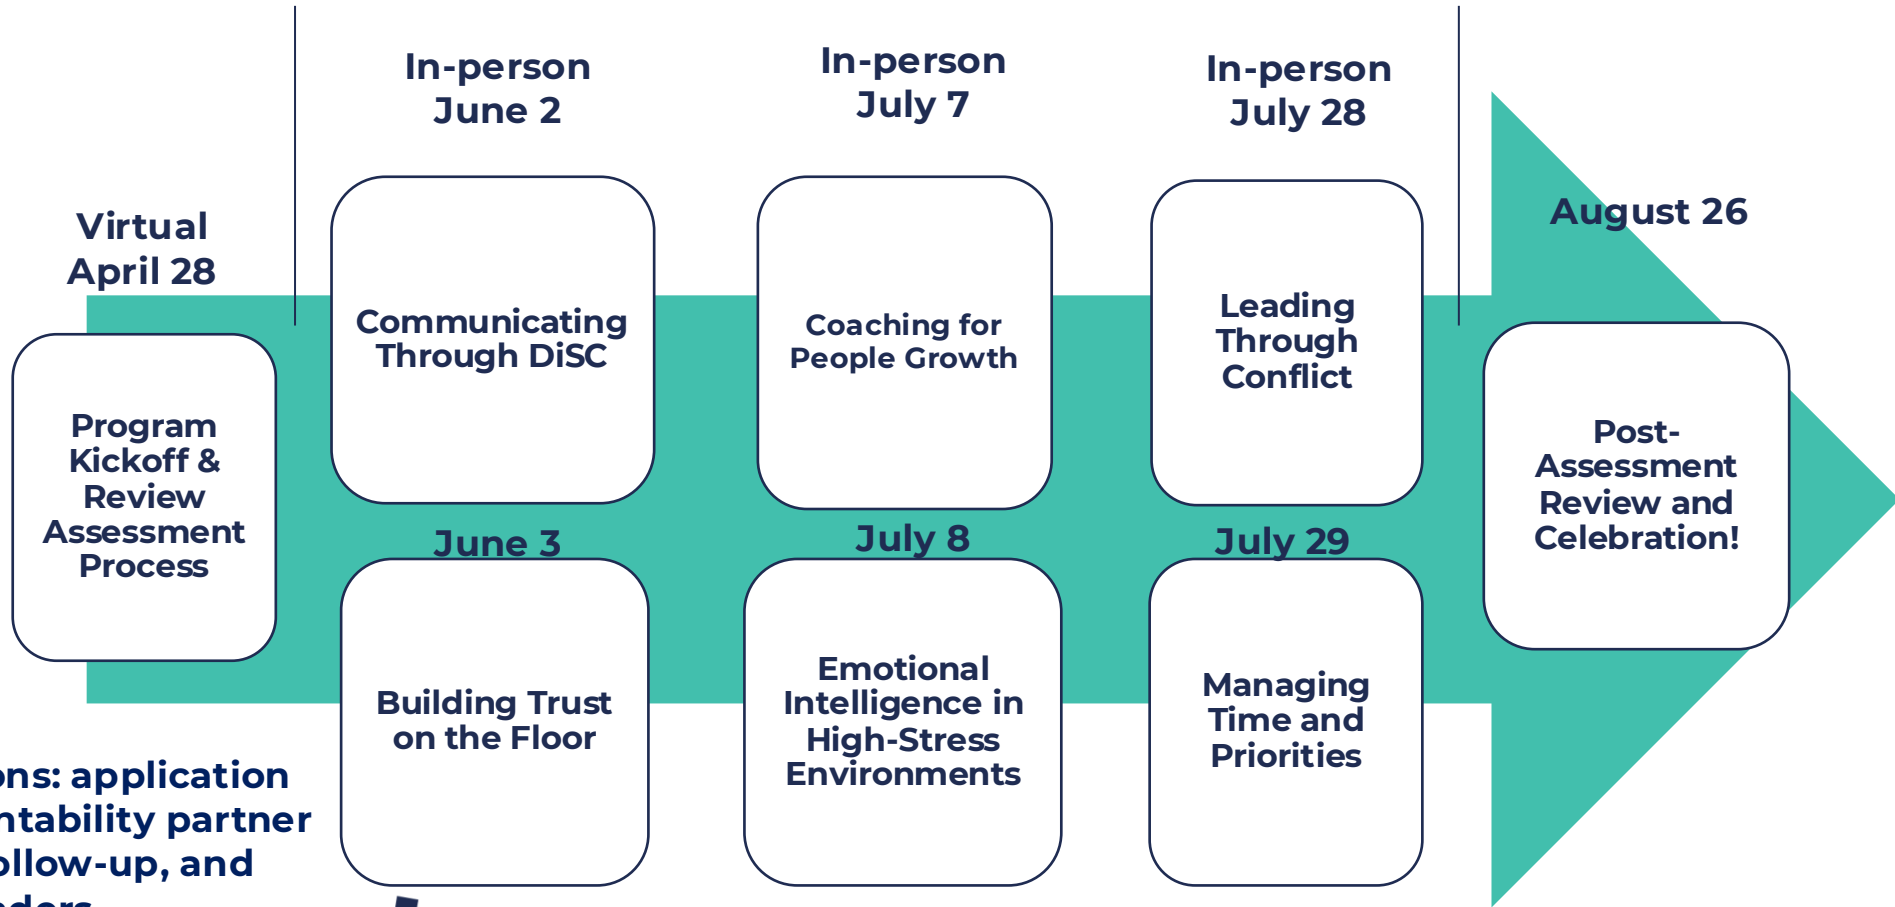 Virtual
April 28
Program
Kickoff &
Review
Assessment
Process
In-person
June 2
Communicating
Through DiSC
June 3
Building Trust
on the Floor
In-person
July 7
Coaching for
People Growth
July 8
Emotional
Intelligence in
High-Stress
Environments
In-person
July 28
Leading
Through
Conflict
July 29
Managing
Time and
Priorities
August 26
Post-
Assessment
Review and
Celebration!
ons: application
ntability partner
ollow-up, and